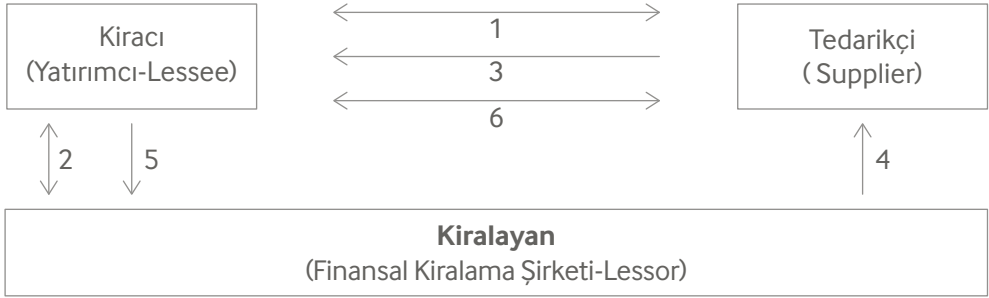 Kiracı
(Yatırımcı-Lessee)
1
3
6
Tedarikçi
( Supplier)
2
5
4
Kiralayan
(Finansal Kiralama Şirketi-Lessor)